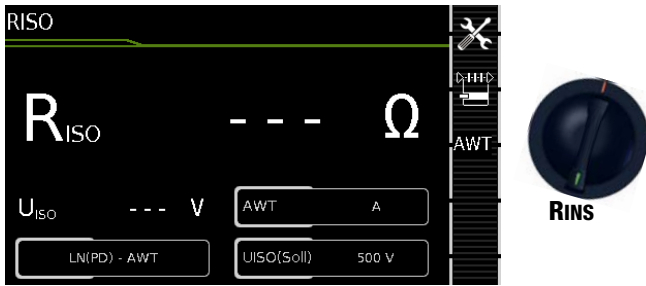 RISO
RISO --- Ω
AWT
UISO --- V
AWT A
LN(PD) - AWT
UISO(Soll) 500 V
RINS